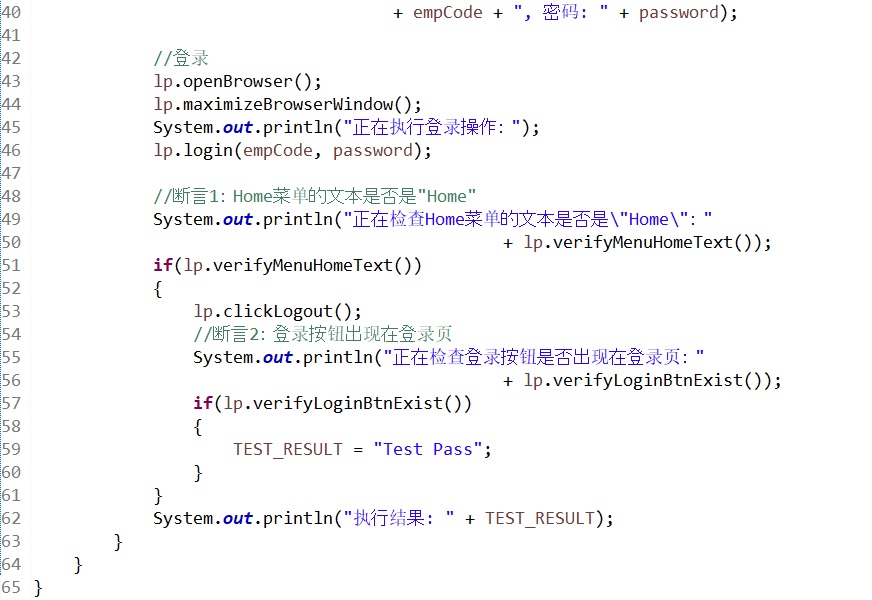 40                                     + empCode + ", 密码: " + password);
41
42             //登录
43             lp.openBrowser();
44             lp.maximizeBrowserWindow();
45             System.out.println("正在执行登录操作: ");
46             lp.login(empCode, password);
47
48             //断言1: Home菜单的文本是否是"Home"
49             System.out.println("正在检查Home菜单的文本是否是\"Home\": "
50                                                + lp.verifyMenuHomeText());
51             if(lp.verifyMenuHomeText())
52             {
53                 lp.clickLogout();
54                 //断言2: 登录按钮出现在登录页
55                 System.out.println("正在检查登录按钮是否出现在登录页: "
56                                                + lp.verifyLoginBtnExist());
57                 if(lp.verifyLoginBtnExist())
58                 {
59                     TEST_RESULT = "Test Pass";
60                 }
61             }
62             System.out.println("执行结果: " + TEST_RESULT);
63         }
64     }
65 }